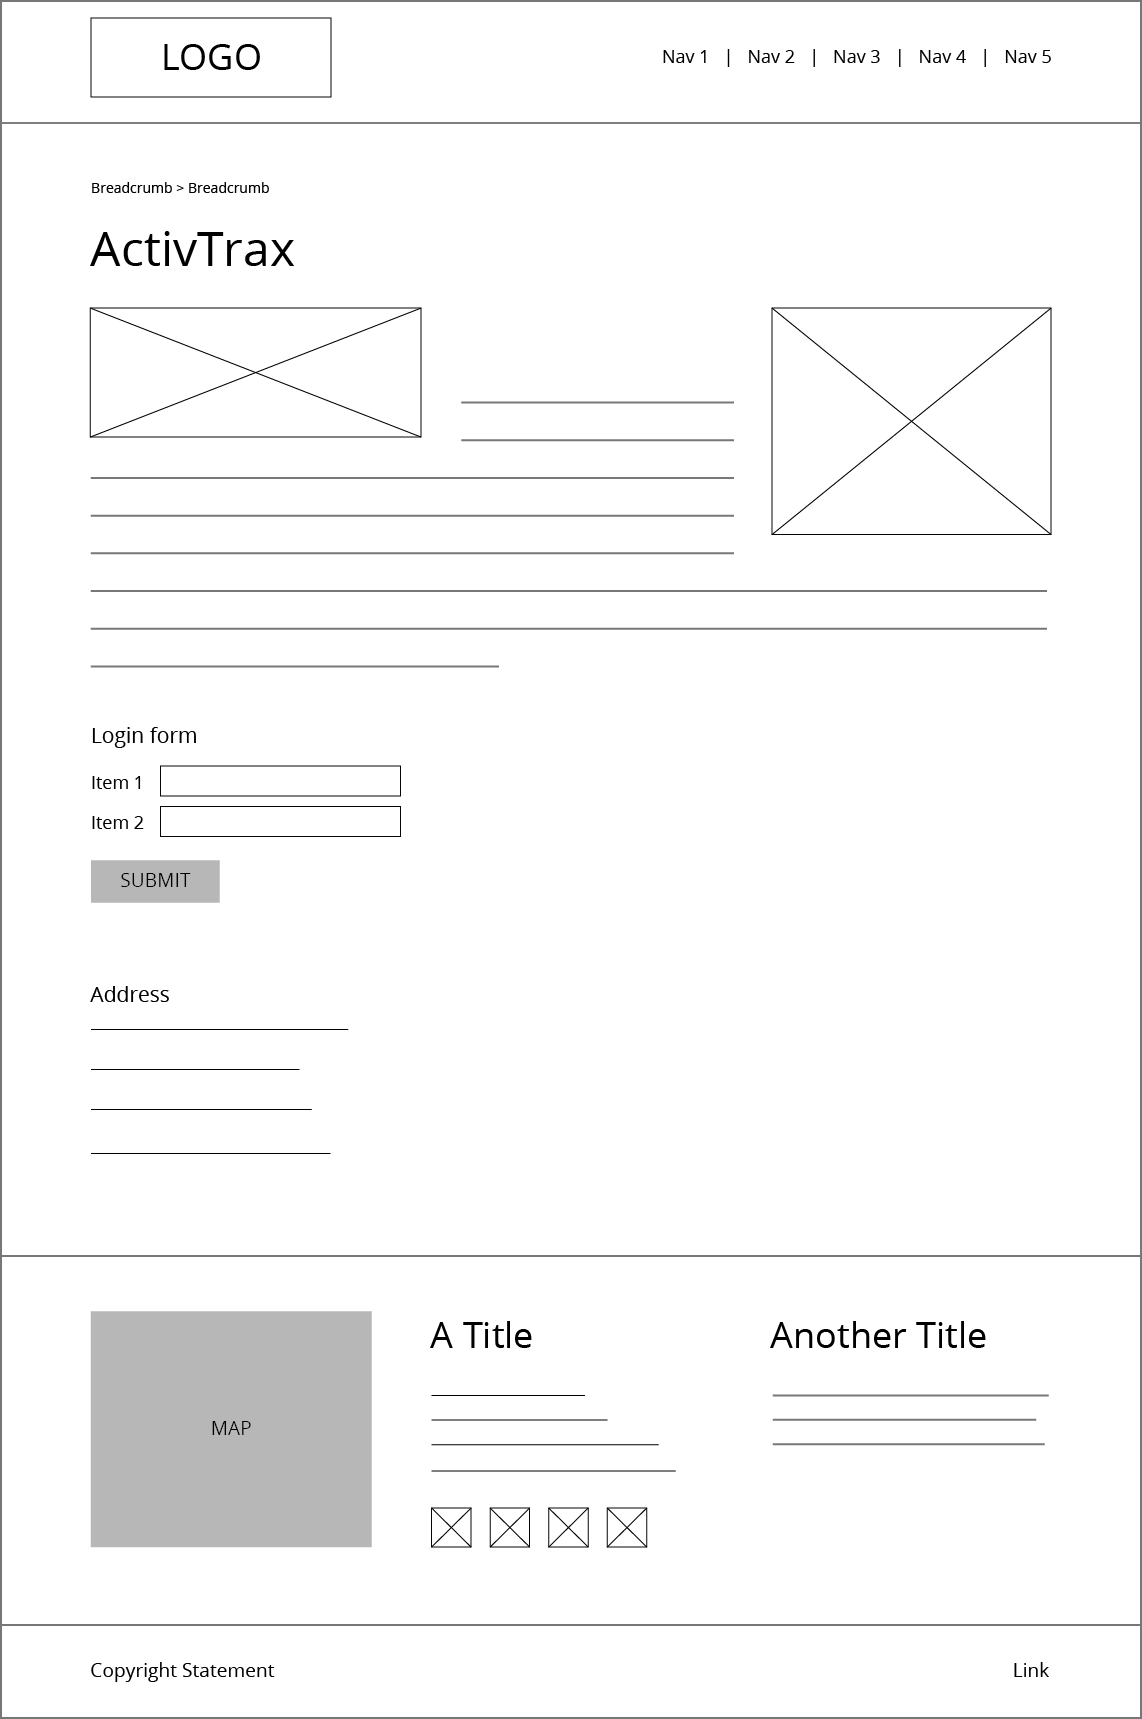 LOGO
Nav 1 | Nav 2 | Nav 3 | Nav 4 | Nav 5
Breadcrumb > Breadcrumb
ActivTrax
Login form
Item 1
Item 2
SUBMIT
Address
MAP
A Title
Another Title
Copyright Statement
Link